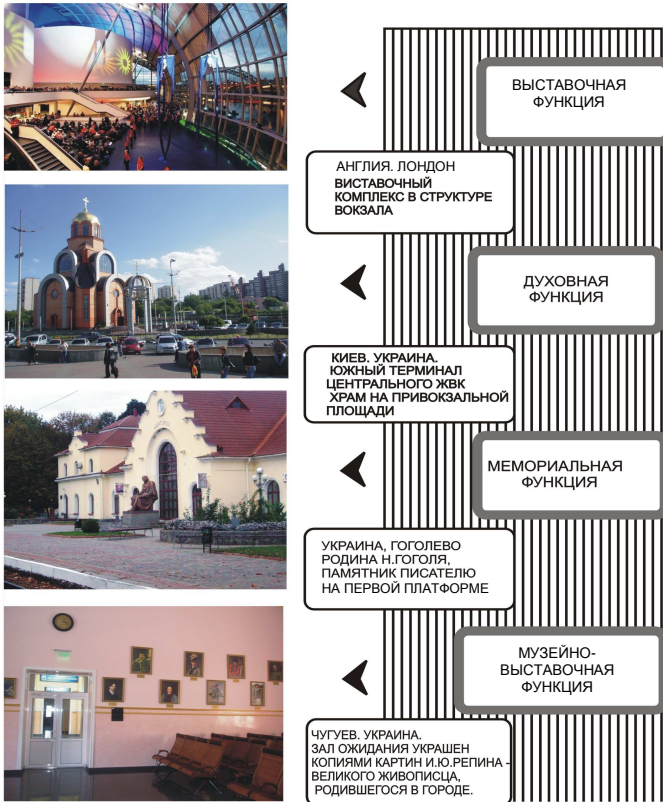 ВЫСТАВОЧНАЯ
ФУНКЦИЯ
АНГЛИЯ. ЛОНДОН
ВИСТАВОЧНЫЙ
КОМПЛЕКС В СТРУКТУРЕ
ВОКЗАЛА
ДУХОВНАЯ
ФУНКЦИЯ
КИЕВ. УКРАИНА.
ЮЖНЫЙ ТЕРМИНАЛ
ЦЕНТРАЛЬНОГО ЖВК
ХРАМ НА ПРИВОКЗАЛЬНОЙ
ПЛОЩАДИ
МЕМОРИАЛЬНАЯ
ФУНКЦИЯ
УКРАИНА, ГОГОЛЕВО
РОДИНА Н.ГОГОЛЯ,
ПАМЯТНИК ПИСАТЕЛЮ
НА ПЕРВОЙ ПЛАТФОРМЕ
МУЗЕЙНО-
ВЫСТАВОЧНАЯ
ФУНКЦИЯ
ЧУГУЕВ. УКРАИНА.
ЗАЛ ОЖИДАНИЯ УКРАШЕН
КОПИЯМИ КАРТИН И.Ю.РЕПИНА -
ВЕЛИКОГО ЖИВОПИСЦА,
РОДИВШЕГОСЯ В ГОРОДЕ.